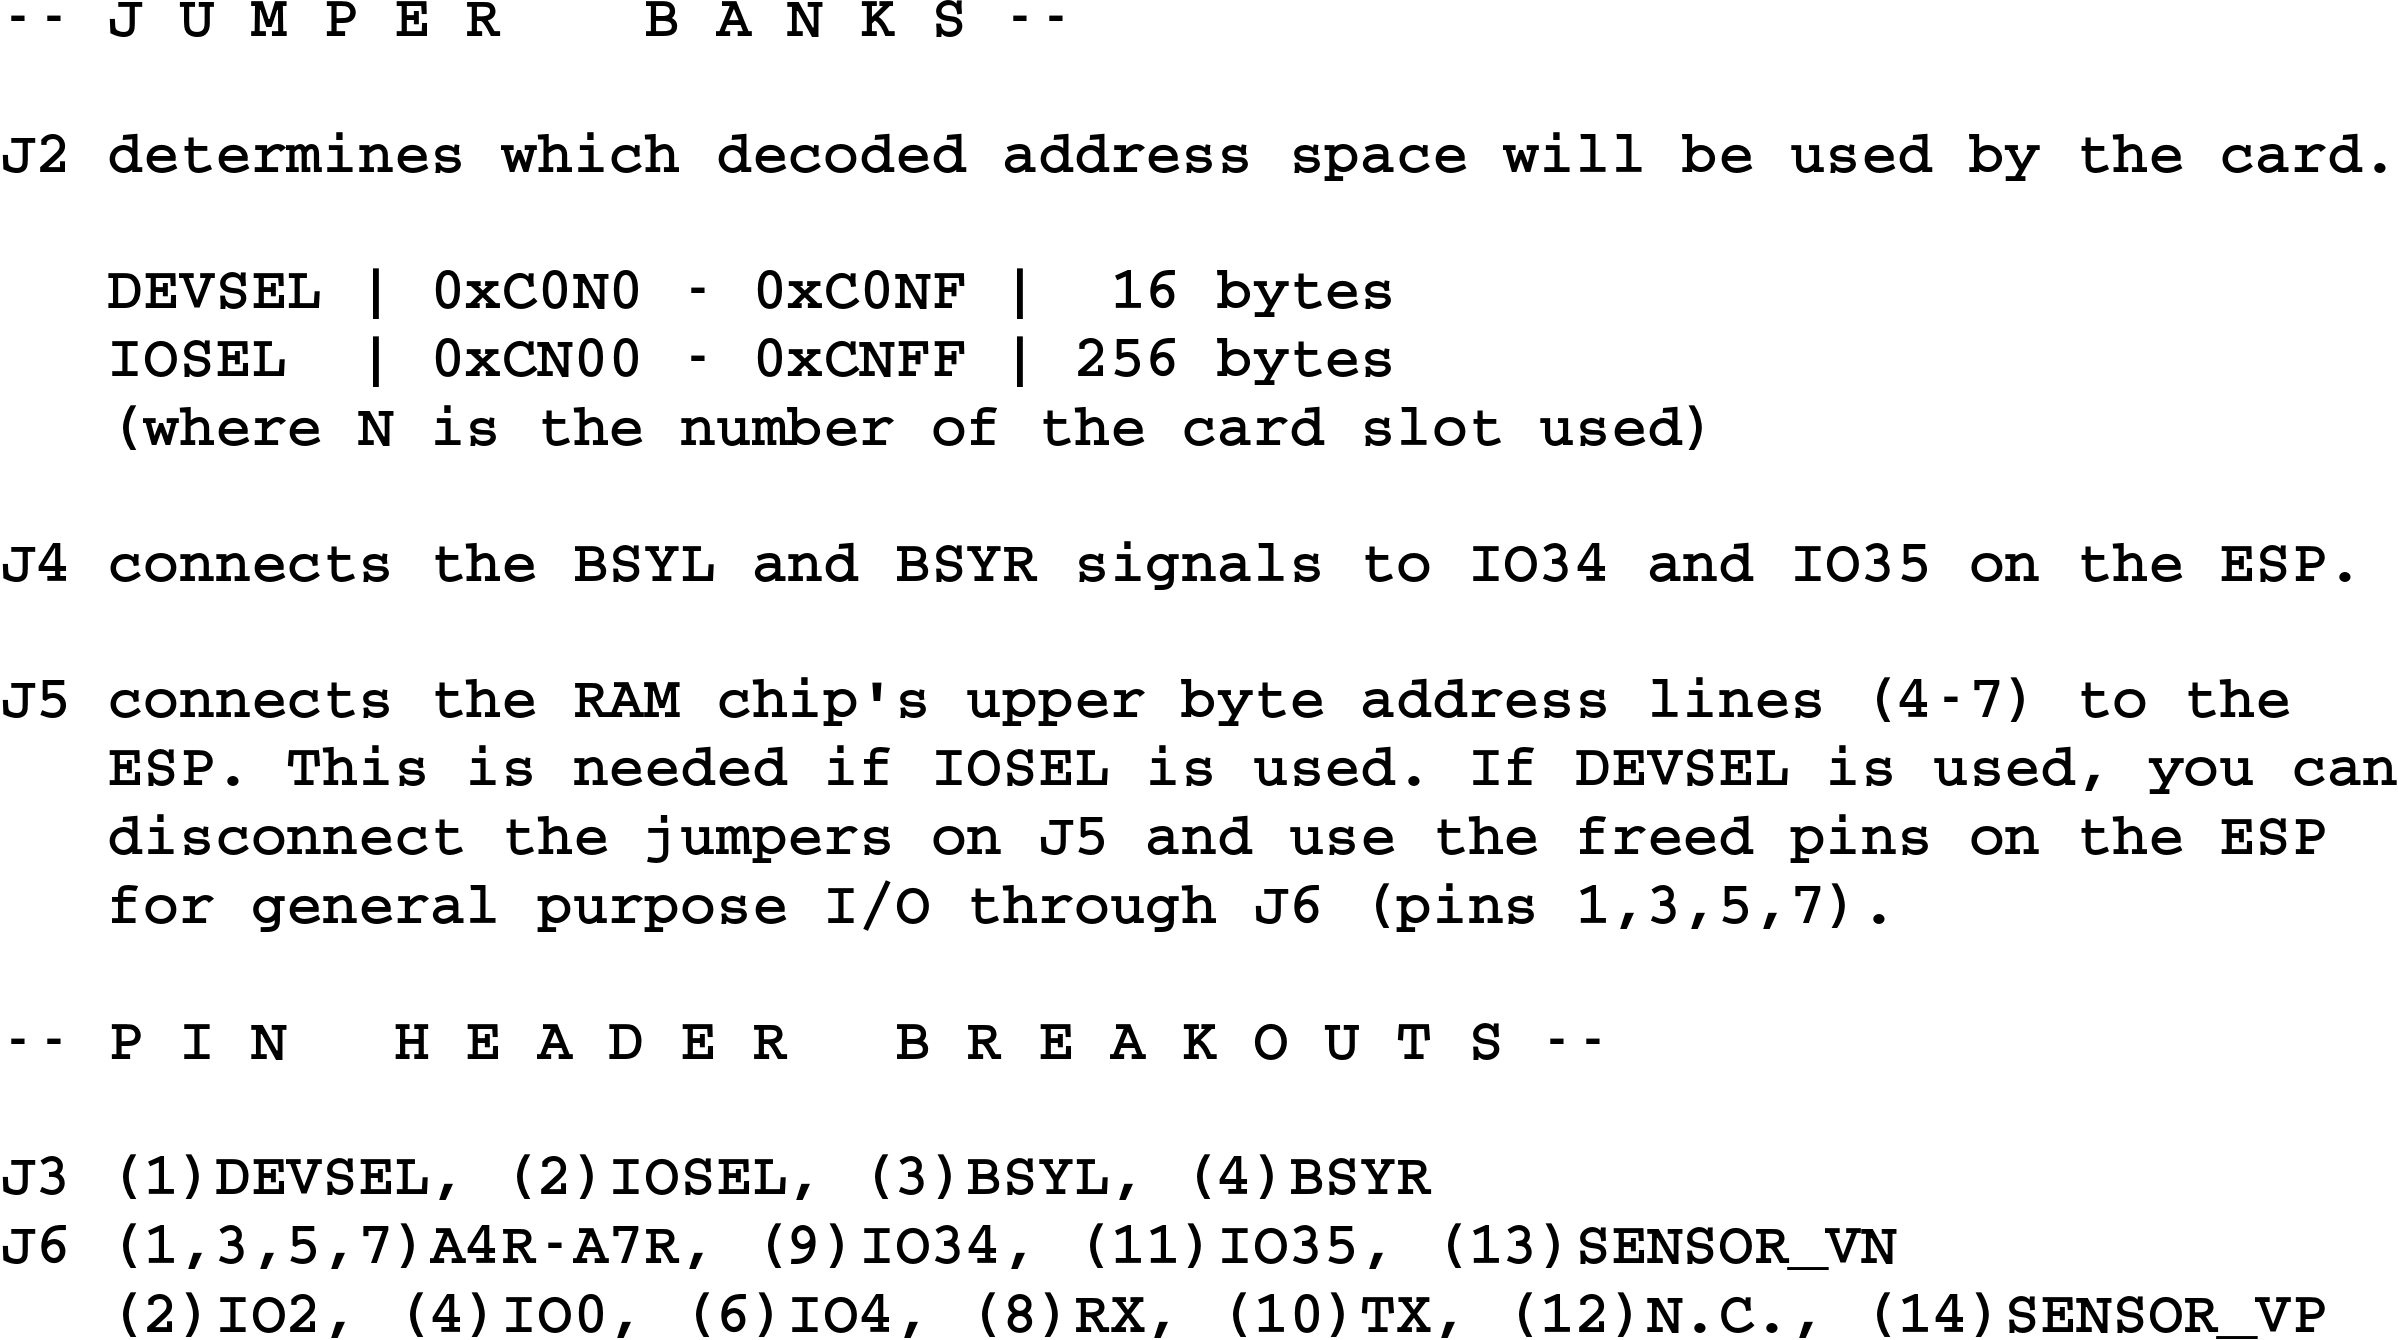 -- J U M P E R   B A N K S --
J2 determines which decoded address space will be used by the card.
DEVSEL | 0xC0N0 - 0xC0NF |  16 bytes
IOSEL  | 0xCN00 - 0xCNFF | 256 bytes
(where N is the number of the card slot used)
J4 connects the BSYL and BSYR signals to IO34 and IO35 on the ESP.
J5 connects the RAM chip's upper byte address lines (4-7) to the
ESP. This is needed if IOSEL is used. If DEVSEL is used, you can
disconnect the jumpers on J5 and use the freed pins on the ESP
for general purpose I/O through J6 (pins 1,3,5,7).
-- P I N   H E A D E R   B R E A K O U T S --
J3 (1)DEVSEL, (2)IOSEL, (3)BSYL, (4)BSYR
J6 (1,3,5,7)A4R-A7R, (9)IO34, (11)IO35, (13)SENSOR_VN
(2)IO2, (4)IO0, (6)IO4, (8)RX, (10)TX, (12)N.C., (14)SENSOR_VP